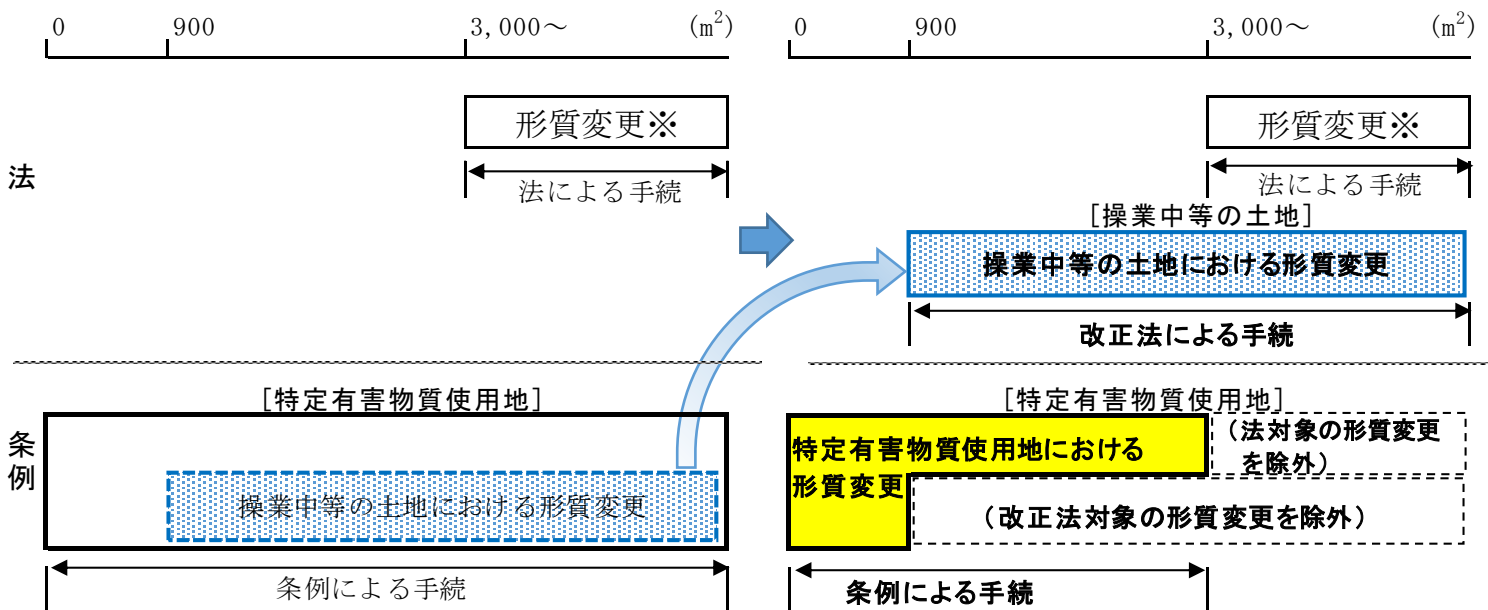 0 900 3,000～ (m²)
形質変更※
法による手続
法
[特定有害物質使用地]
条例
操業中等の土地における形質変更
条例による手続
0 900 3,000～ (m²)
形質変更※
法による手続
[操業中等の土地]
操業中等の土地における形質変更
改正法による手続
[特定有害物質使用地]
特定有害物質使用地における
形質変更
（法対象の形質変更
を除外）
（改正法対象の形質変更を除外）
条例による手続